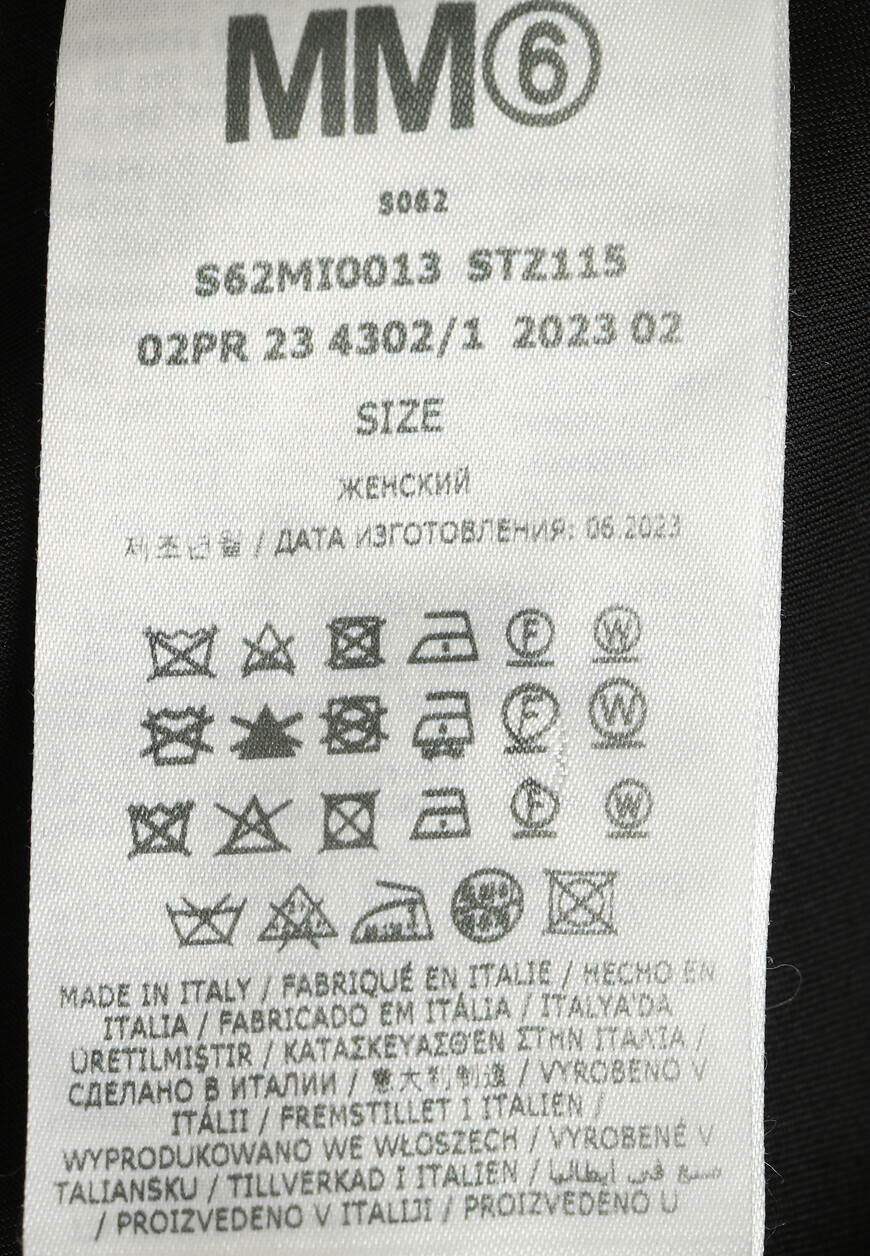 MM⑥
S062
S62MI0013 STZ115
02PR 23 4302/1 2023 02
SIZE
ЖЕНСКИЙ
제조년월 / ДАТА ИЗГОТОВЛЕНИЯ: 06.2023
F W
F W
F W
MADE IN ITALY / FABRIQUÉ EN ITALIE / HECHO EN
ITALIA / FABRICADO EM ITÁLIA / ITALYA'DA
ÜRETILMIŞTIR / ΚΑΤΑΣΚΕΥΑΣΘΕΝ ΣΤΗΝ ΙΤΑΛΙΑ /
СДЕЛАНО В ИТАЛИИ / 意大利制造 / VYROBENO V
ITÁLII / FREMSTILLET I ITALIEN /
WYPRODUKOWANO WE WŁOSZECH / VYROBENÉ V
TALIANSKU / TILLVERKAD I ITALIEN / صنع في إيطاليا
/ PROIZVEDENO V ITALIJI / PROIZVEDENO U